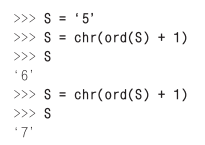 >>> S = ‘5’
>>> S = chr(ord(S) + 1)
>>> S
‘6’
>>> S = chr(ord(S) + 1)
>>> S
‘7’